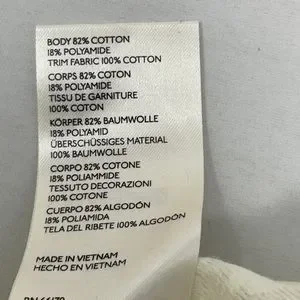 BODY 82% COTTON
18% POLYAMIDE
TRIM FABRIC 100% COTTON
CORPS 82% COTON
18% POLYAMIDE
TISSU DE GARNITURE
100% COTON
KÖRPER 82% BAUMWOLLE
18% POLYAMID
ÜBERSCHÜSSIGES MATERIAL
100% BAUMWOLLE
CORPO 82% COTONE
18% POLIAMMIDE
TESSUTO DECORAZIONI
100% COTONE
CUERPO 82% ALGODÓN
18% POLIAMIDA
TELA DEL RIBETE 100% ALGODÓN
MADE IN VIETNAM
HECHO EN VIETNAM